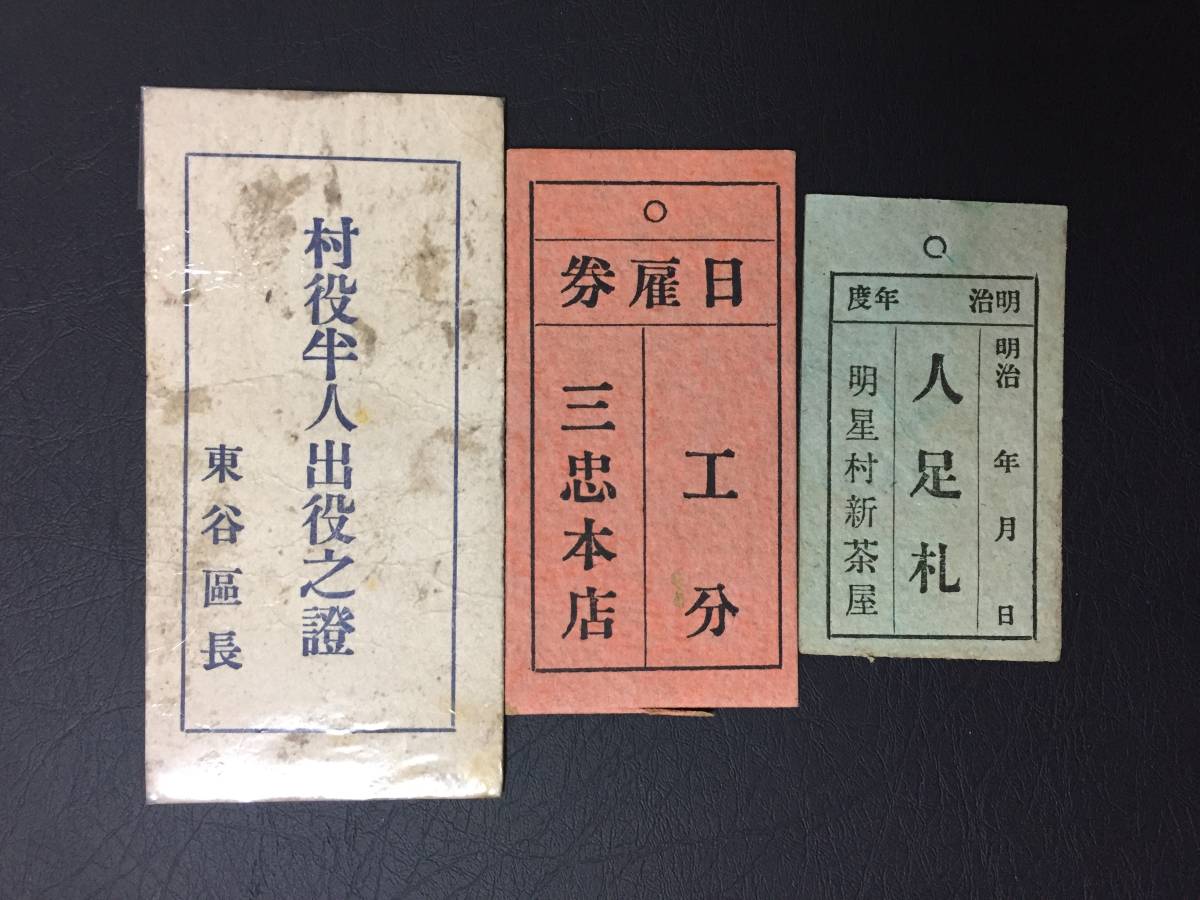 村役半人出役之證
東谷區長
日雇券
工分
三忠本店
明治 年度
明治 年 月 日
人足札
明星村新茶屋